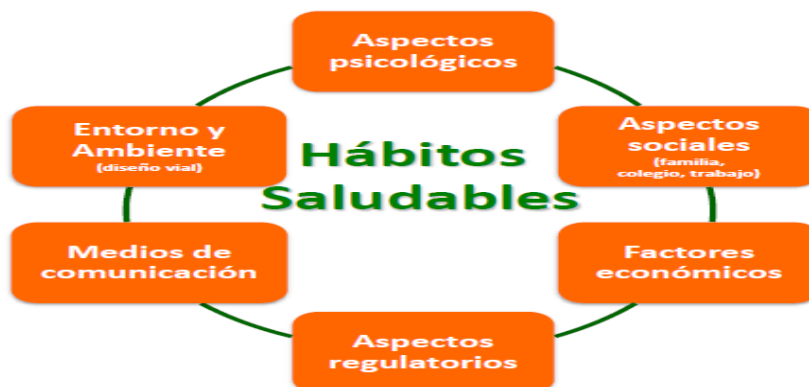 Aspectos
psicológicos
Entorno y
Ambiente
(diseño vial)
Hábitos
Saludables
Aspectos
sociales
(familia,
colegio, trabajo)
Medios de
comunicación
Factores
económicos
Aspectos
regulatorios